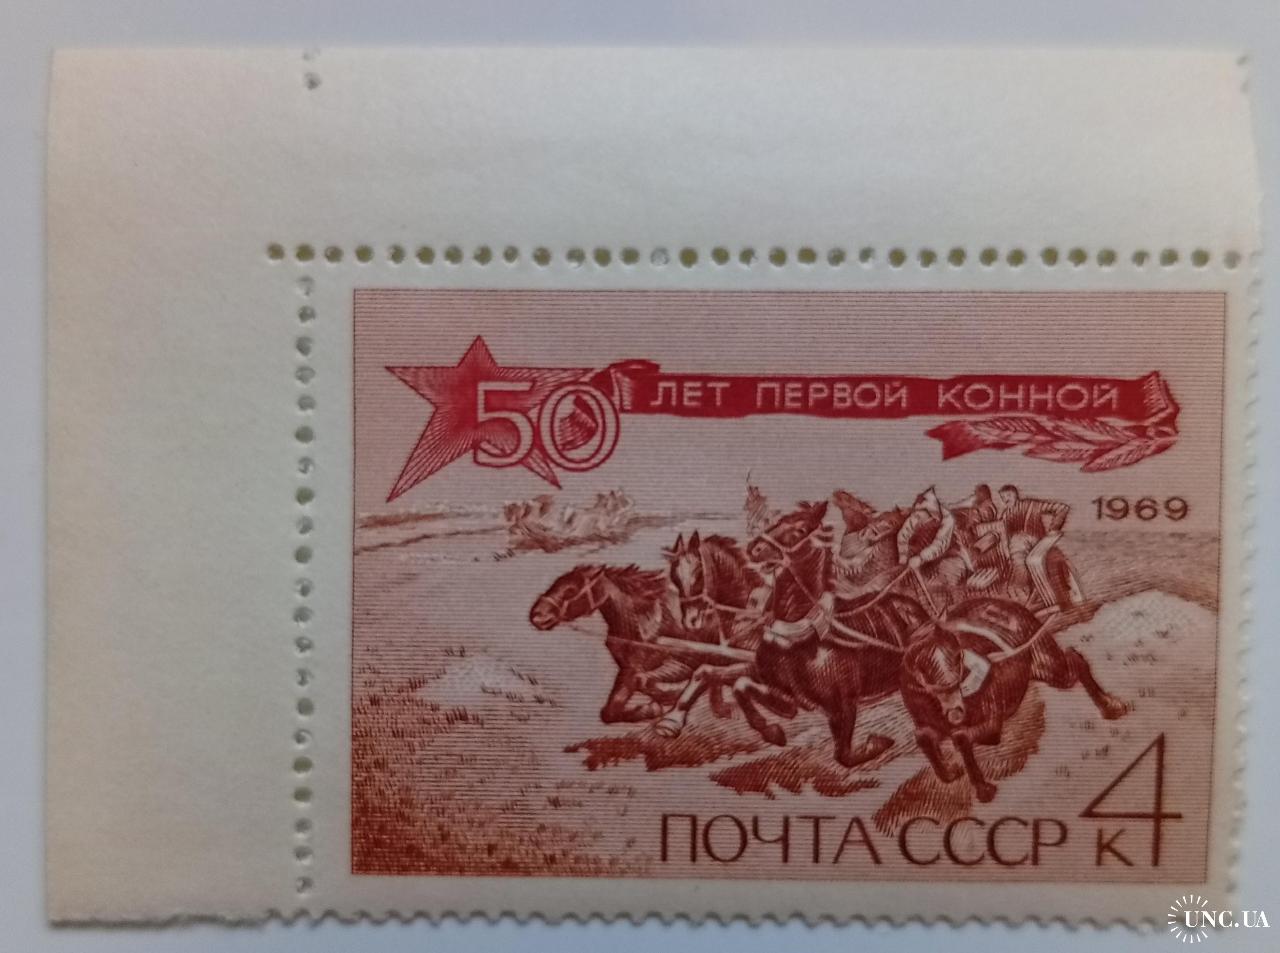 50 ЛЕТ ПЕРВОЙ КОННОЙ
1969
ПОЧТА СССР 4 К
UNC.UA